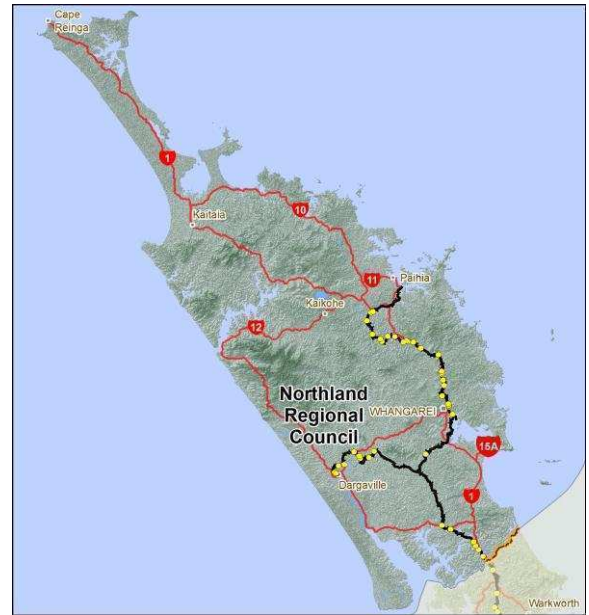 Cape
Reinga
1
Kaitaia
10
11
Paihia
Kaikohe
12
Northland
Regional
Council
WHANGAREI
15A
Dargaville
1
Warkworth